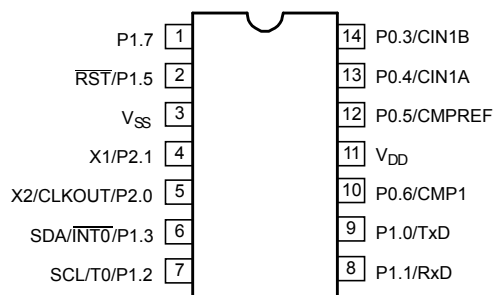 P1.7 1
RST/P1.5 2
VSS 3
X1/P2.1 4
X2/CLKOUT/P2.0 5
SDA/INT0/P1.3 6
SCL/T0/P1.2 7
14 P0.3/CIN1B
13 P0.4/CIN1A
12 P0.5/CMPREF
11 VDD
10 P0.6/CMP1
9 P1.0/TxD
8 P1.1/RxD